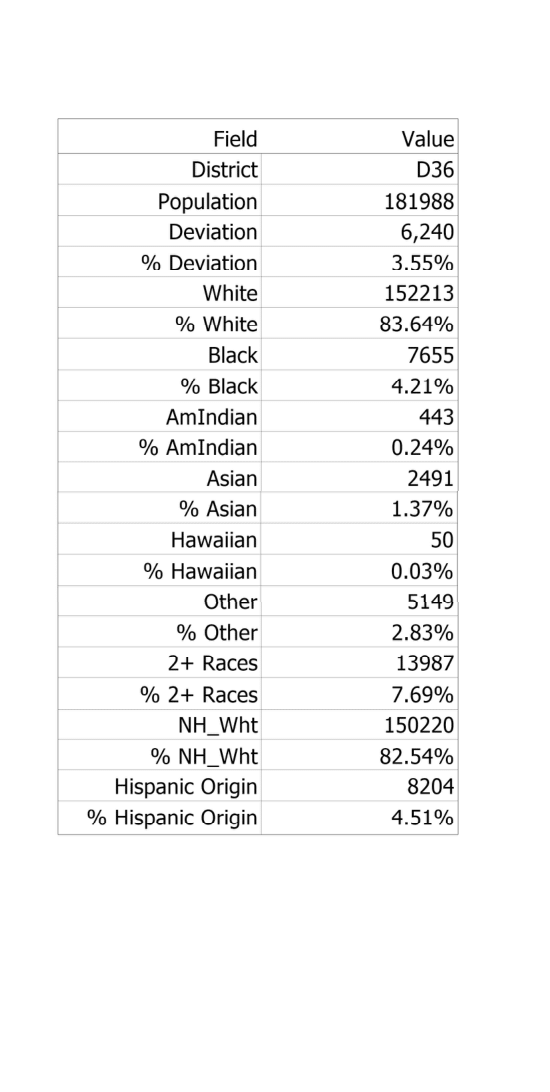 Field Value
District D36
Population 181988
Deviation 6,240
% Deviation 3.55%
White 152213
% White 83.64%
Black 7655
% Black 4.21%
AmIndian 443
% AmIndian 0.24%
Asian 2491
% Asian 1.37%
Hawaiian 50
% Hawaiian 0.03%
Other 5149
% Other 2.83%
2+ Races 13987
% 2+ Races 7.69%
NH_Wht 150220
% NH_Wht 82.54%
Hispanic Origin 8204
% Hispanic Origin 4.51%